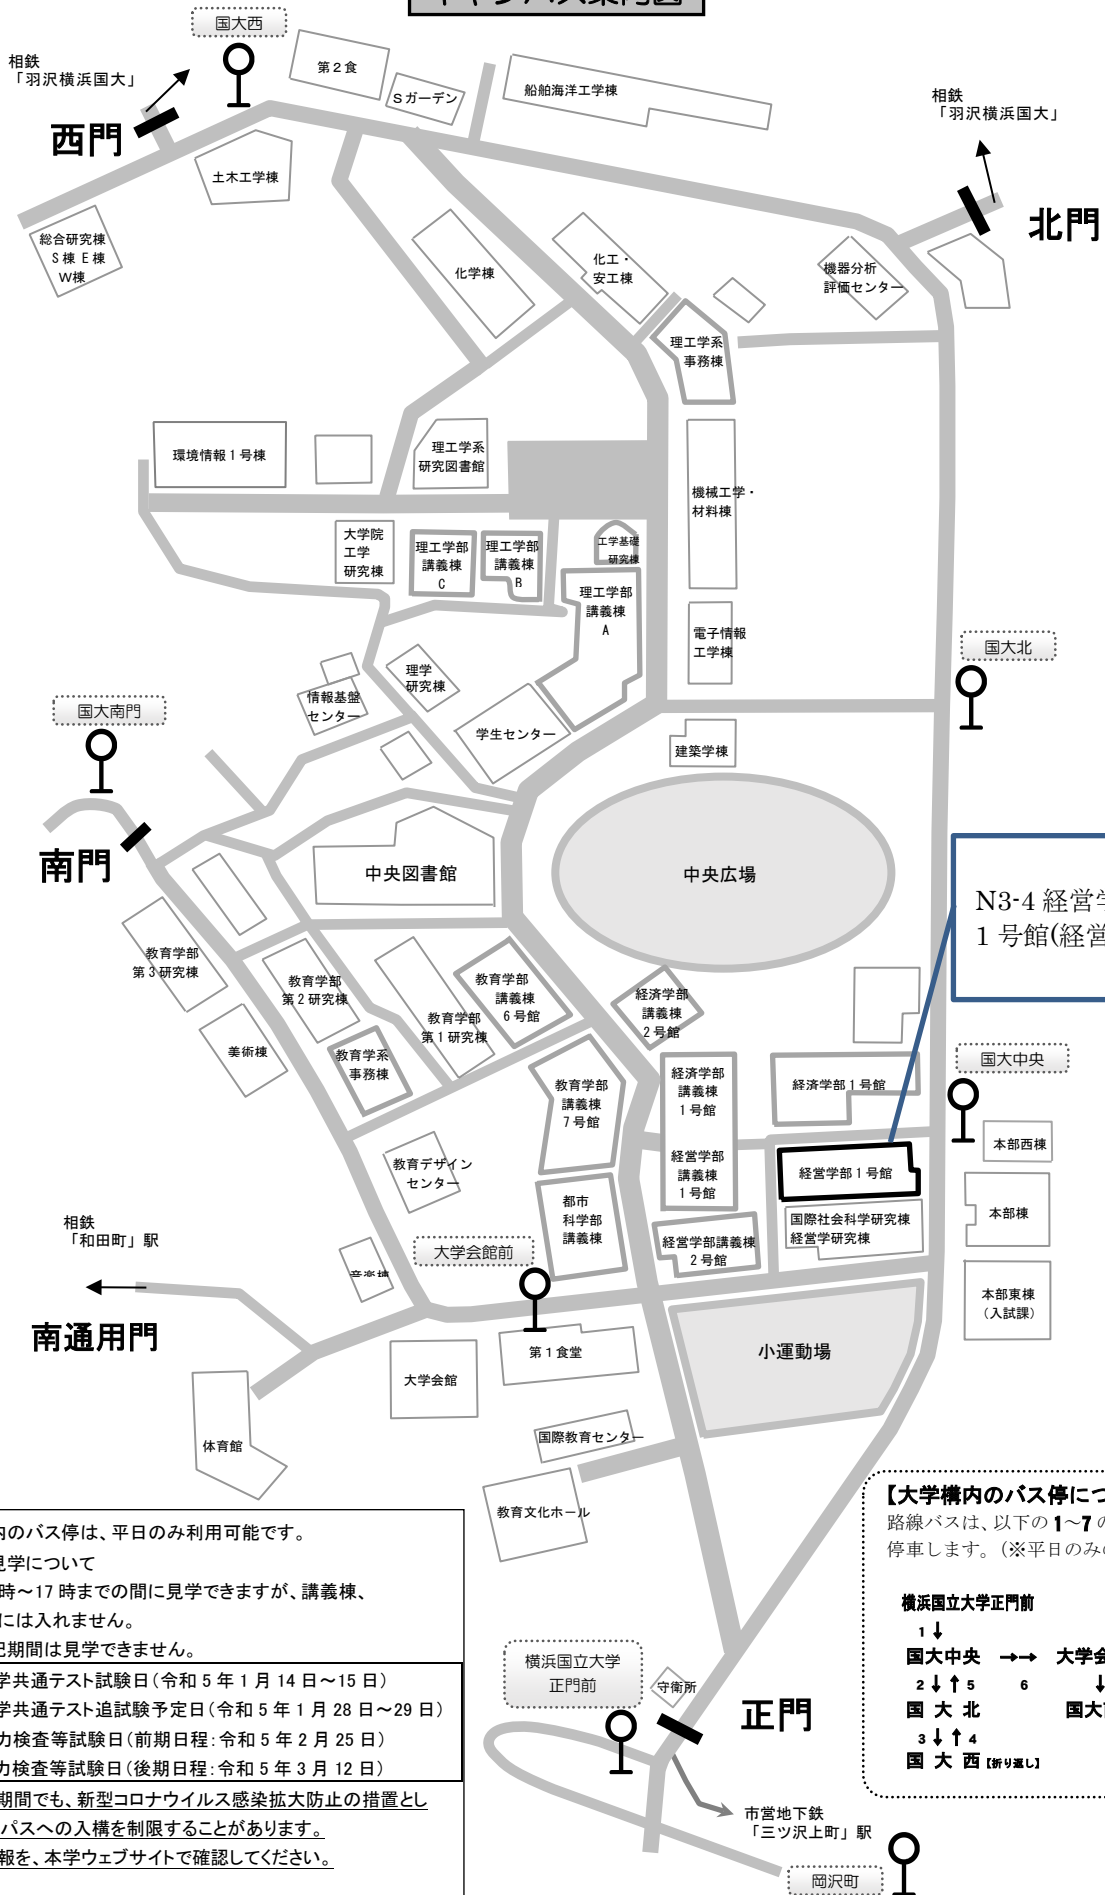 キャンパス案内図
国大西
相鉄
「羽沢横浜国大」
西門
第２食
Ｓガーデン
船舶海洋工学棟
相鉄
「羽沢横浜国大」
北門
土木工学棟
総合研究棟
Ｓ棟 Ｅ棟
Ｗ棟
化学棟
化工・
安工棟
機器分析
評価センター
理工学系
事務棟
環境情報１号棟
理工学系
研究図書館
機械工学・
材料棟
大学院
工学
研究棟
理工学部
講義棟
C
理工学部
講義棟
B
工学基礎
研究棟
理工学部
講義棟
A
電子情報
工学棟
国大北
理学
研究棟
情報基盤
センター
国大南門
学生センター
建築学棟
南門
中央図書館
中央広場
N3-4 経営学
1 号館(経営
教育学部
第３研究棟
教育学部
第２研究棟
教育学部
第１研究棟
教育学部
講義棟
６号館
経済学部
講義棟
２号館
美術棟
教育学系
事務棟
教育学部
講義棟
７号館
経済学部
講義棟
１号館
経済学部１号館
国大中央
本部西棟
教育デザイン
センター
経営学部
講義棟
１号館
経営学部１号館
都市
科学部
講義棟
国際社会科学研究棟
経営学研究棟
本部棟
相鉄
「和田町」駅
大学会館前
経営学部講義棟
２号館
音楽棟
本部東棟
（入試課）
南通用門
第１食堂
小運動場
大学会館
国際教育センター
体育館
教育文化ホール
内のバス停は、平日のみ利用可能です。
見学について
時～17 時までの間に見学できますが、講義棟、
には入れません。
記期間は見学できません。
学共通テスト試験日（令和 5 年 1 月 14 日～15 日）
学共通テスト追試験予定日（令和 5 年 1 月 28 日～29 日）
力検査等試験日（前期日程：令和 5 年 2 月 25 日）
力検査等試験日（後期日程：令和 5 年 3 月 12 日）
期間でも、新型コロナウイルス感染拡大防止の措置とし
パスへの入構を制限することがあります。
報を、本学ウェブサイトで確認してください。
【大学構内のバス停につ
路線バスは、以下の 1～7 の
停車します。（※平日のみの
横浜国立大学正門前
1 ↓
国大中央 →→ 大学会
2 ↓ ↑ 5 6 ↓
国 大 北 国大
3 ↓ ↑ 4
国 大 西【折り返し】
横浜国立大学
正門前
守衛所
正門
市営地下鉄
「三ツ沢上町」駅
岡沢町